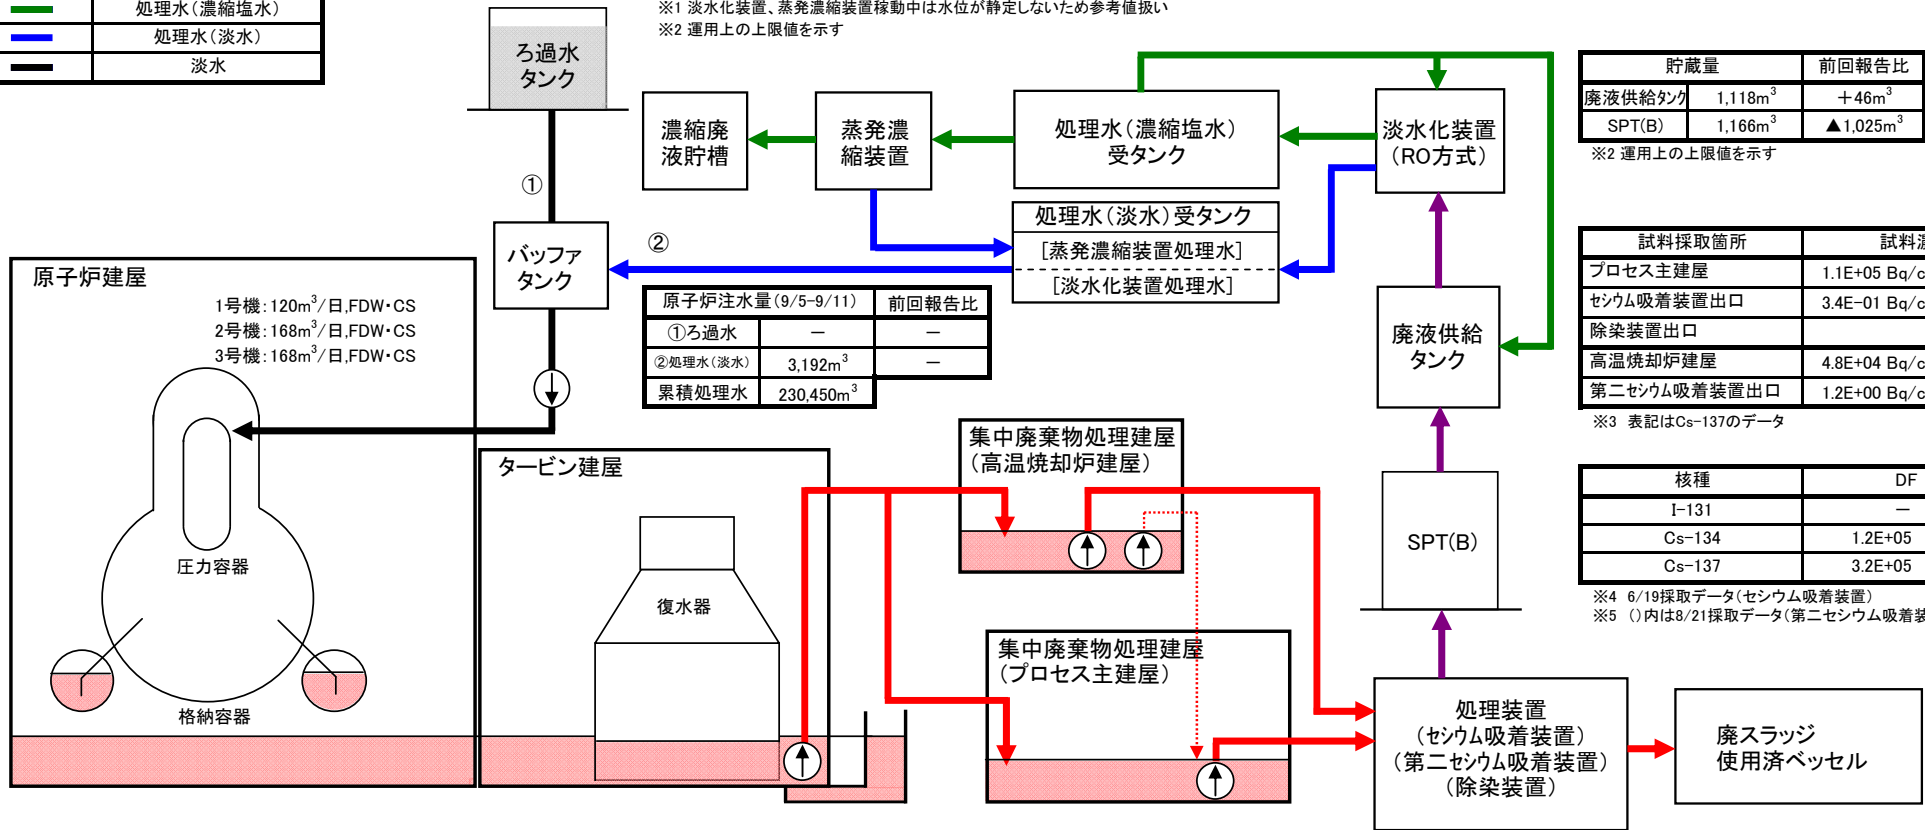 処理水(濃縮塩水)
処理水(淡水)
淡水
※1 淡水化装置、蒸発濃縮装置稼動中は水位が静定しないため参考値扱い
※2 運用上の上限値を示す
ろ過水
タンク
①
バッファ
タンク
濃縮廃
液貯槽
蒸発濃
縮装置
処理水(濃縮塩水)
受タンク
淡水化装置
(RO方式)
②
処理水(淡水)受タンク
[蒸発濃縮装置処理水]
[淡水化装置処理水]
原子炉注水量(9/5-9/11) 前回報告比
①ろ過水 － －
②処理水(淡水) 3,192m³ －
累積処理水 230,450m³
貯蔵量 前回報告比
廃液供給タンク 1,118m³ ＋46m³
SPT(B) 1,166m³ ▲1,025m³
※2 運用上の上限値を示す
試料採取箇所 試料濃
プロセス主建屋 1.1E+05 Bq/c
セシウム吸着装置出口 3.4E-01 Bq/c
除染装置出口
高温焼却炉建屋 4.8E+04 Bq/c
第二セシウム吸着装置出口 1.2E+00 Bq/c
※3 表記はCs-137のデータ
核種 DF
I-131 －
Cs-134 1.2E+05
Cs-137 3.2E+05
※4 6/19採取データ(セシウム吸着装置)
※5 ()内は8/21採取データ(第二セシウム吸着装
原子炉建屋
1号機:120m³/日,FDW・CS
2号機:168m³/日,FDW・CS
3号機:168m³/日,FDW・CS
圧力容器
格納容器
タービン建屋
復水器
集中廃棄物処理建屋
(高温焼却炉建屋)
集中廃棄物処理建屋
(プロセス主建屋)
廃液供給
タンク
SPT(B)
処理装置
(セシウム吸着装置)
(第二セシウム吸着装置)
(除染装置)
廃スラッジ
使用済ベッセル